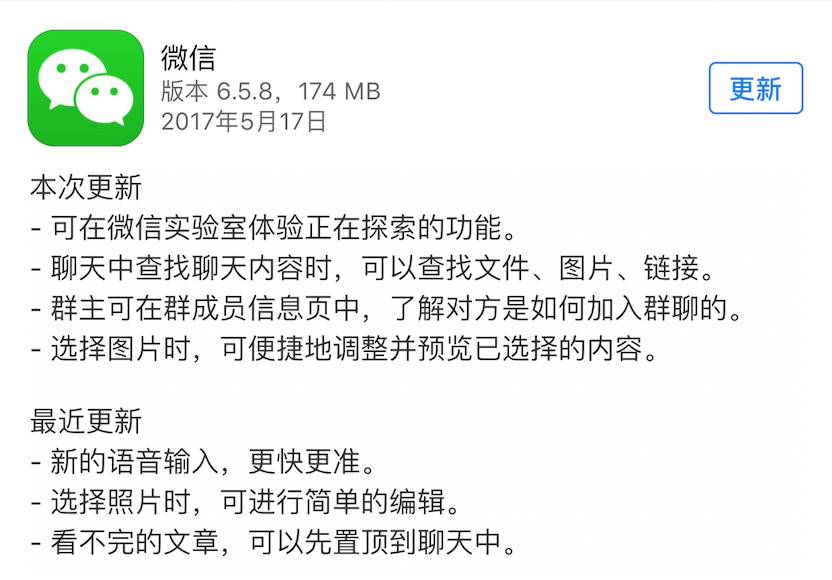 微信
版本 6.5.8，174 MB
2017年5月17日
更新
本次更新
- 可在微信实验室体验正在探索的功能。
- 聊天中查找聊天内容时，可以查找文件、图片、链接。
- 群主可在群成员信息页中，了解对方是如何加入群聊的。
- 选择图片时，可便捷地调整并预览已选择的内容。
最近更新
- 新的语音输入，更快更准。
- 选择照片时，可进行简单的编辑。
- 看不完的文章，可以先置顶到聊天中。